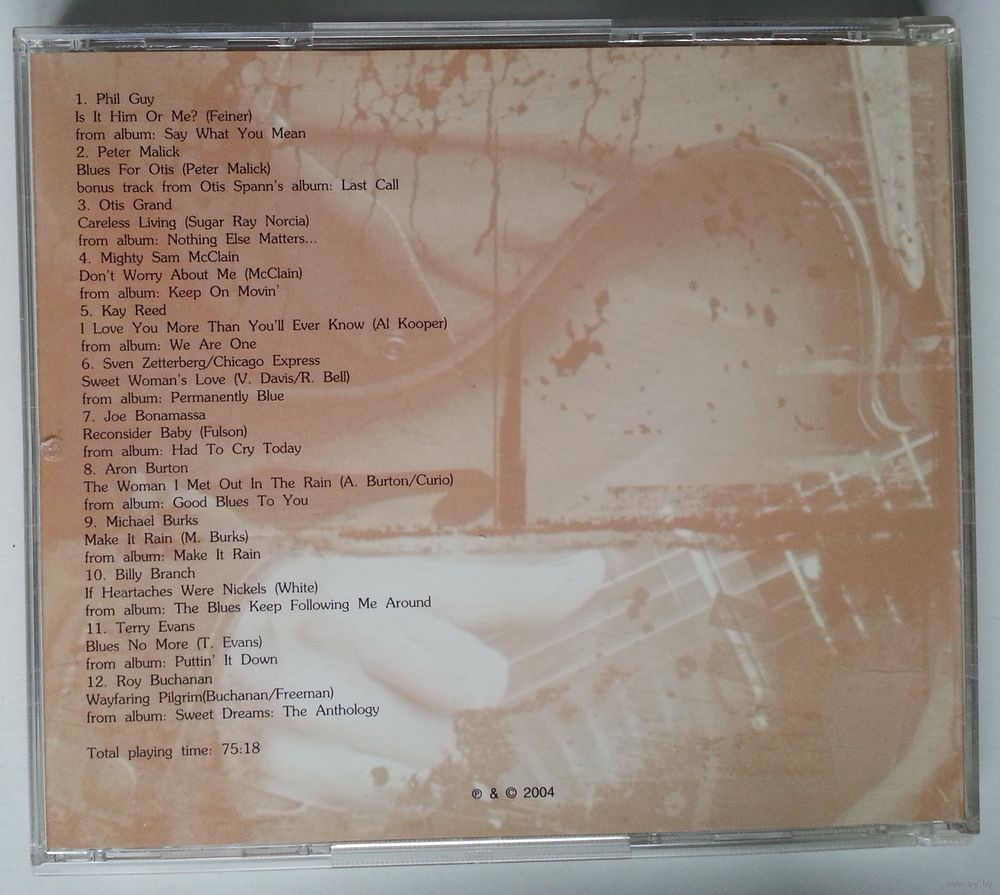 1. Phil Guy
Is It Him Or Me? (Feiner)
from album: Say What You Mean
2. Peter Malick
Blues For Otis (Peter Malick)
bonus track from Otis Spann's album: Last Call
3. Otis Grand
Careless Living (Sugar Ray Norcia)
from album: Nothing Else Matters...
4. Mighty Sam McClain
Don't Worry About Me (McClain)
from album: Keep On Movin'
5. Kay Reed
I Love You More Than You'll Ever Know (Al Kooper)
from album: We Are One
6. Sven Zetterberg/Chicago Express
Sweet Woman's Love (V. Davis/R. Bell)
from album: Permanently Blue
7. Joe Bonamassa
Reconsider Baby (Fulson)
from album: Had To Cry Today
8. Aron Burton
The Woman I Met Out In The Rain (A. Burton/Curio)
from album: Good Blues To You
9. Michael Burks
Make It Rain (M. Burks)
from album: Make It Rain
10. Billy Branch
If Heartaches Were Nickels (White)
from album: The Blues Keep Following Me Around
11. Terry Evans
Blues No More (T. Evans)
from album: Puttin' It Down
12. Roy Buchanan
Wayfaring Pilgrim(Buchanan/Freeman)
from album: Sweet Dreams: The Anthology
Total playing time: 75:18
℗ & © 2004
www.ay.by